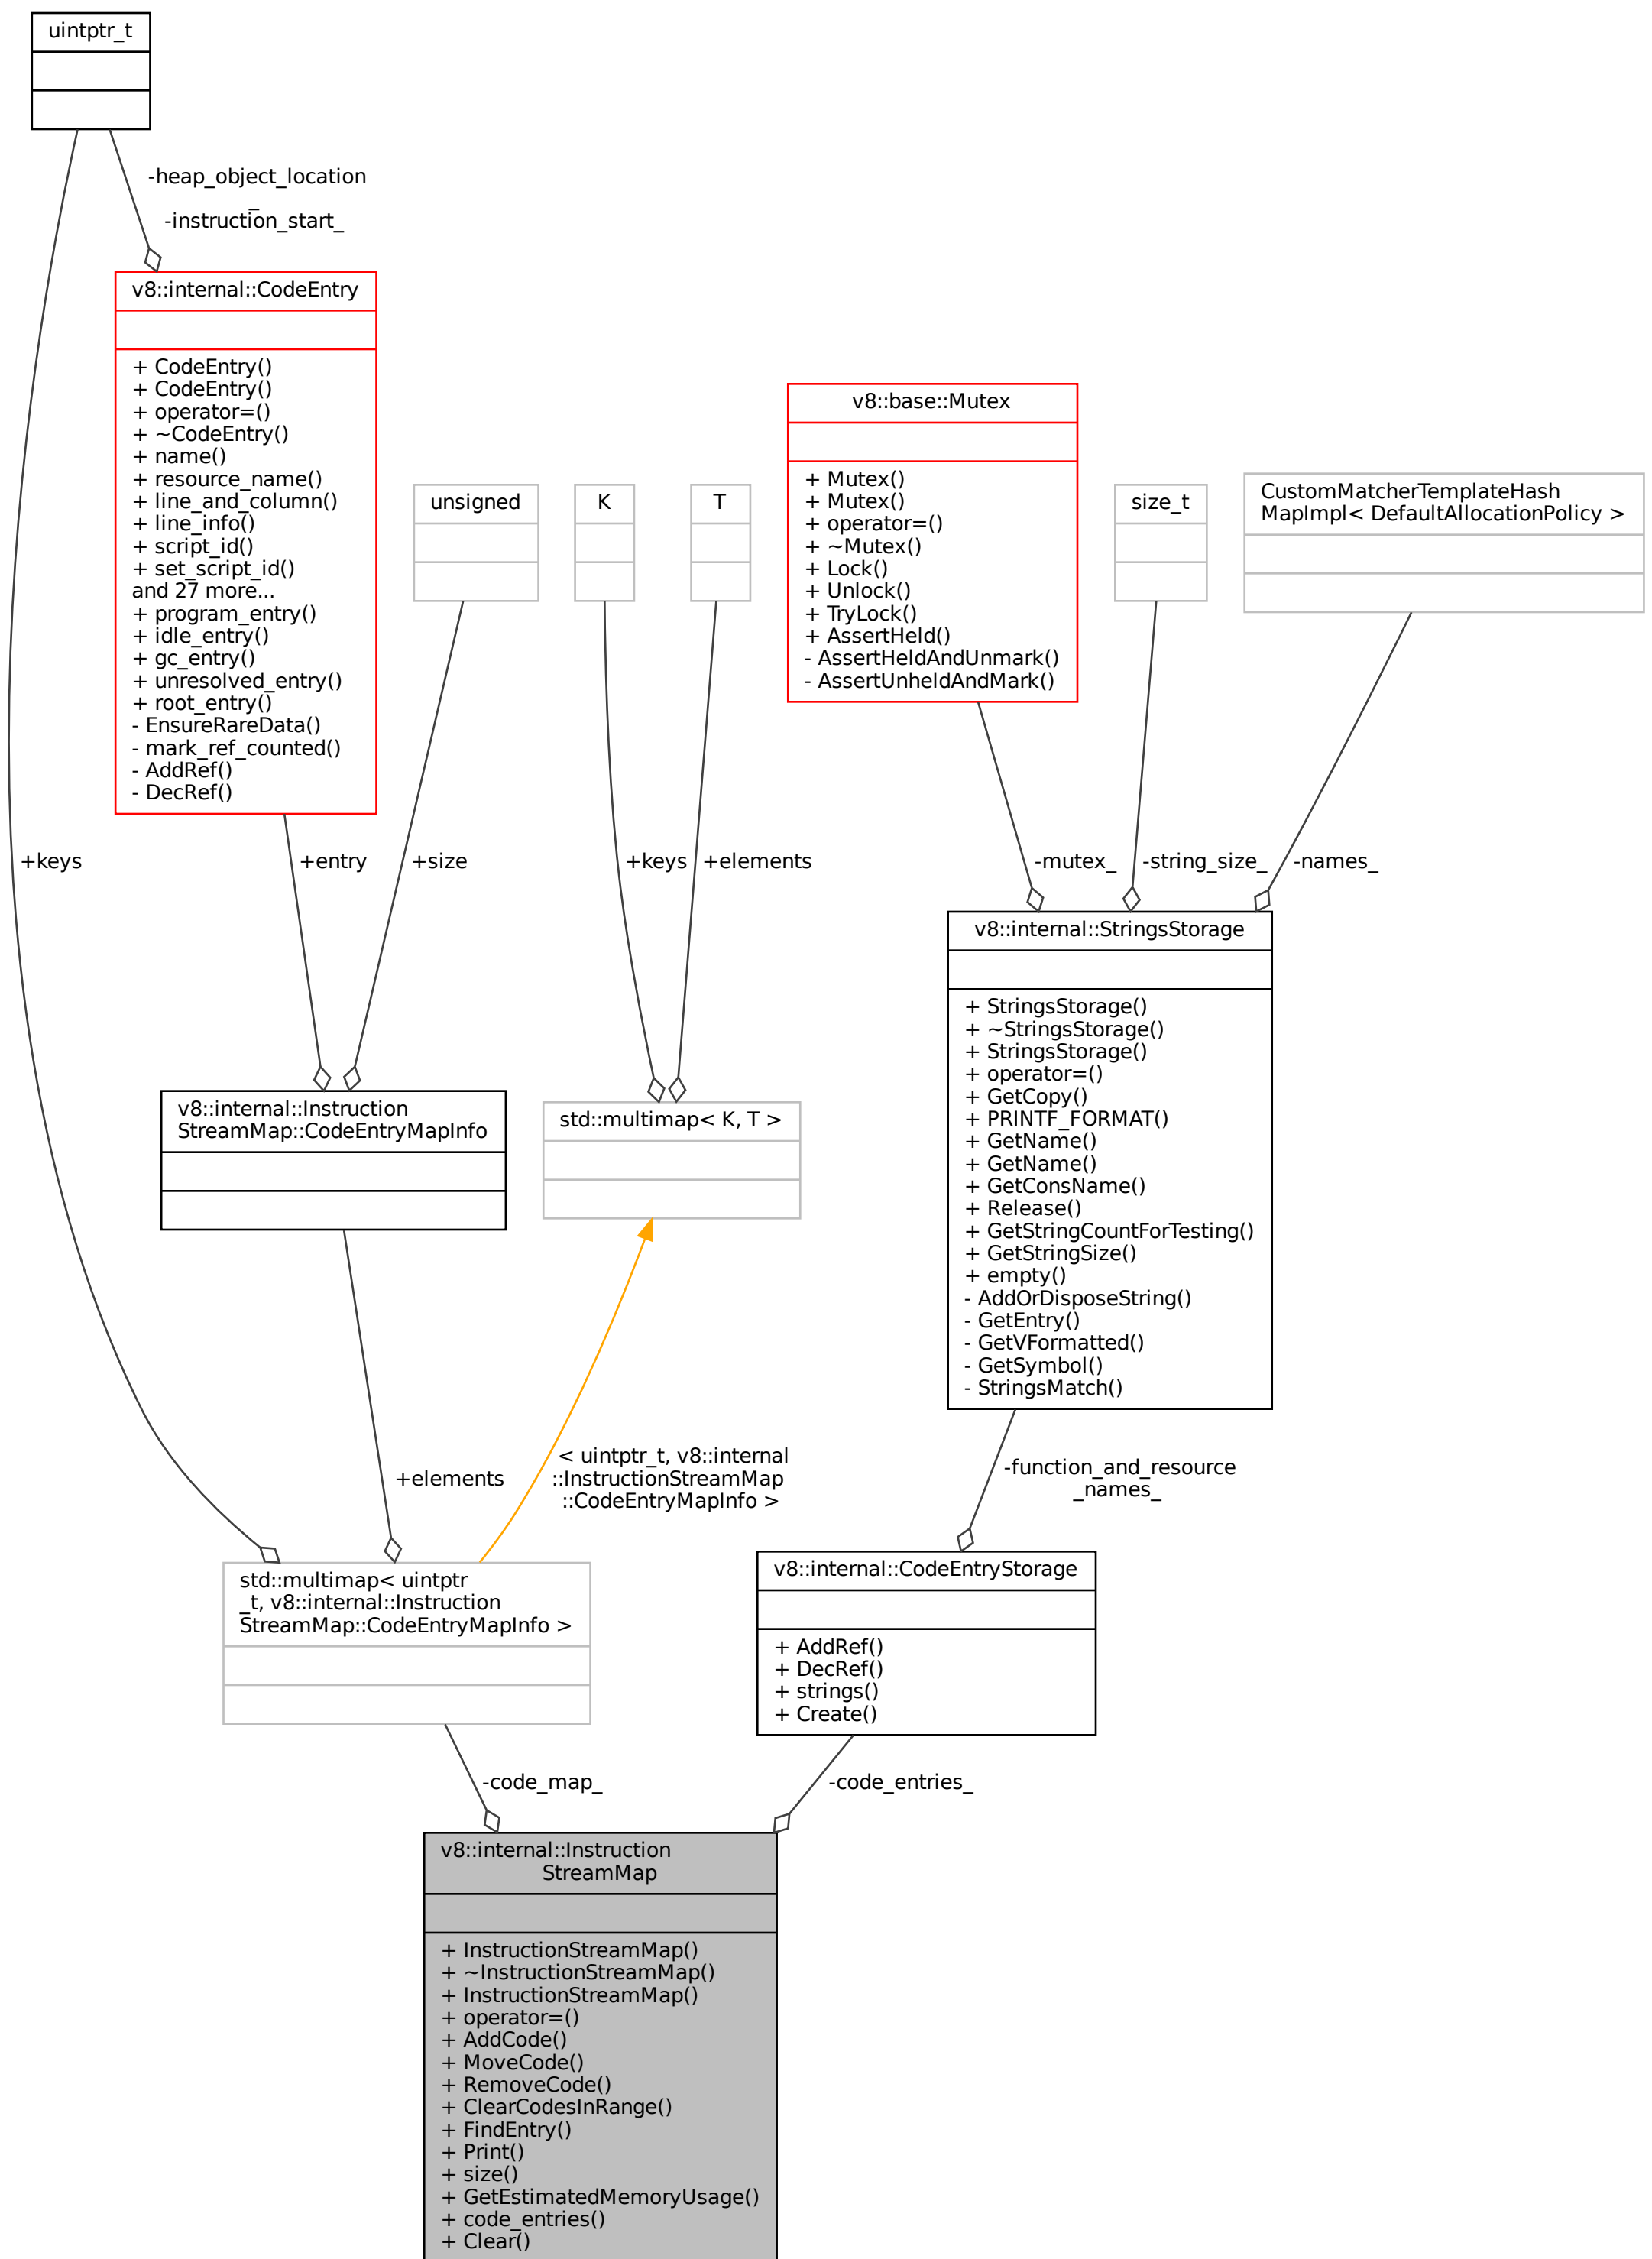 uintptr_t
-heap_object_location
_
-instruction_start_
v8::internal::CodeEntry
+ CodeEntry()
+ CodeEntry()
+ operator=()
+ ~CodeEntry()
+ name()
+ resource_name()
+ line_and_column()
+ line_info()
+ script_id()
+ set_script_id()
and 27 more...
+ program_entry()
+ idle_entry()
+ gc_entry()
+ unresolved_entry()
+ root_entry()
- EnsureRareData()
- mark_ref_counted()
- AddRef()
- DecRef()
unsigned
K
T
v8::base::Mutex
+ Mutex()
+ Mutex()
+ operator=()
+ ~Mutex()
+ Lock()
+ Unlock()
+ TryLock()
+ AssertHeld()
- AssertHeldAndUnmark()
- AssertUnheldAndMark()
size_t
CustomMatcherTemplateHash
MapImpl< DefaultAllocationPolicy >
+keys
+entry
+size
+keys
+elements
-mutex_
-string_size_
-names_
v8::internal::StringsStorage
+ StringsStorage()
+ ~StringsStorage()
+ StringsStorage()
+ operator=()
+ GetCopy()
+ PRINTF_FORMAT()
+ GetName()
+ GetName()
+ GetConsName()
+ Release()
+ GetStringCountForTesting()
+ GetStringSize()
+ empty()
- AddOrDisposeString()
- GetEntry()
- GetVFormatted()
- GetSymbol()
- StringsMatch()
v8::internal::Instruction
StreamMap::CodeEntryMapInfo
std::multimap< K, T >
+elements
< uintptr_t, v8::internal
::InstructionStreamMap
::CodeEntryMapInfo >
-function_and_resource
_names_
std::multimap< uintptr
_t, v8::internal::Instruction
StreamMap::CodeEntryMapInfo >
v8::internal::CodeEntryStorage
+ AddRef()
+ DecRef()
+ strings()
+ Create()
-code_map_
-code_entries_
v8::internal::Instruction
StreamMap
+ InstructionStreamMap()
+ ~InstructionStreamMap()
+ InstructionStreamMap()
+ operator=()
+ AddCode()
+ MoveCode()
+ RemoveCode()
+ ClearCodesInRange()
+ FindEntry()
+ Print()
+ size()
+ GetEstimatedMemoryUsage()
+ code_entries()
+ Clear()